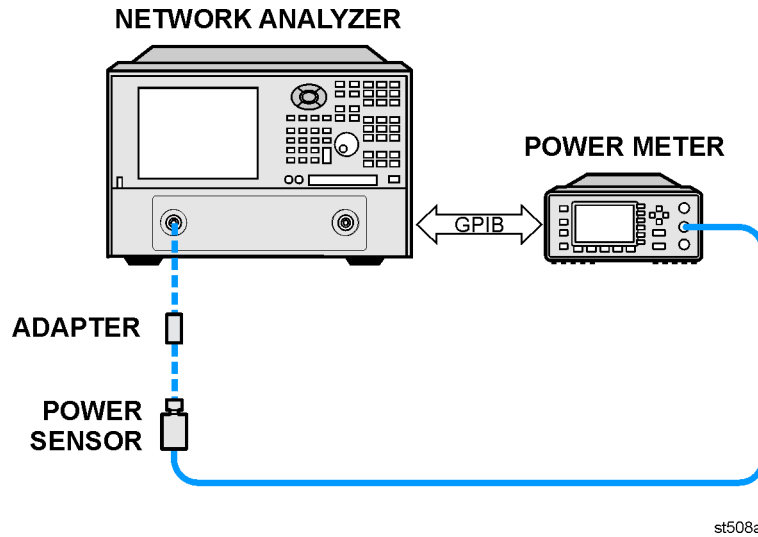 NETWORK ANALYZER
POWER METER
GPIB
ADAPTER
POWER
SENSOR
st508a